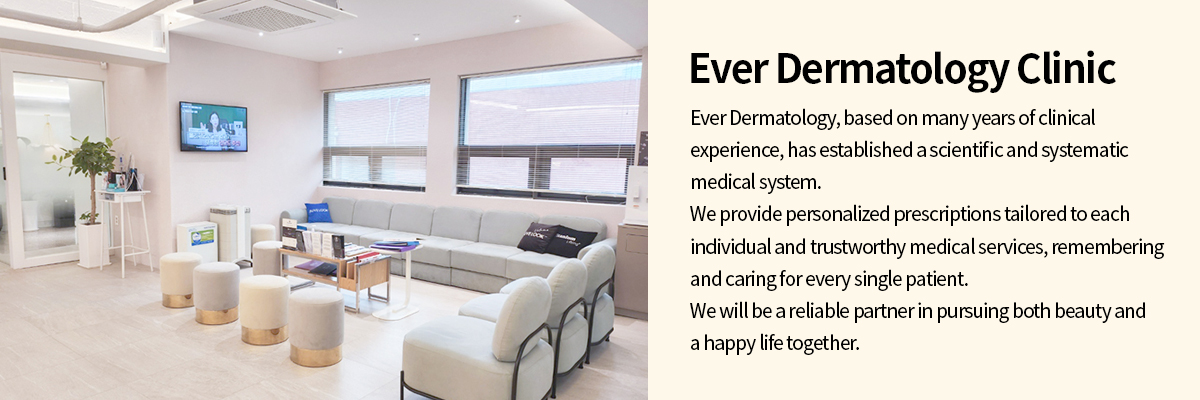 Ever Dermatology Clinic
Ever Dermatology, based on many years of clinical
experience, has established a scientific and systematic
medical system.
We provide personalized prescriptions tailored to each
individual and trustworthy medical services, remembering
and caring for every single patient.
We will be a reliable partner in pursuing both beauty and
a happy life together.